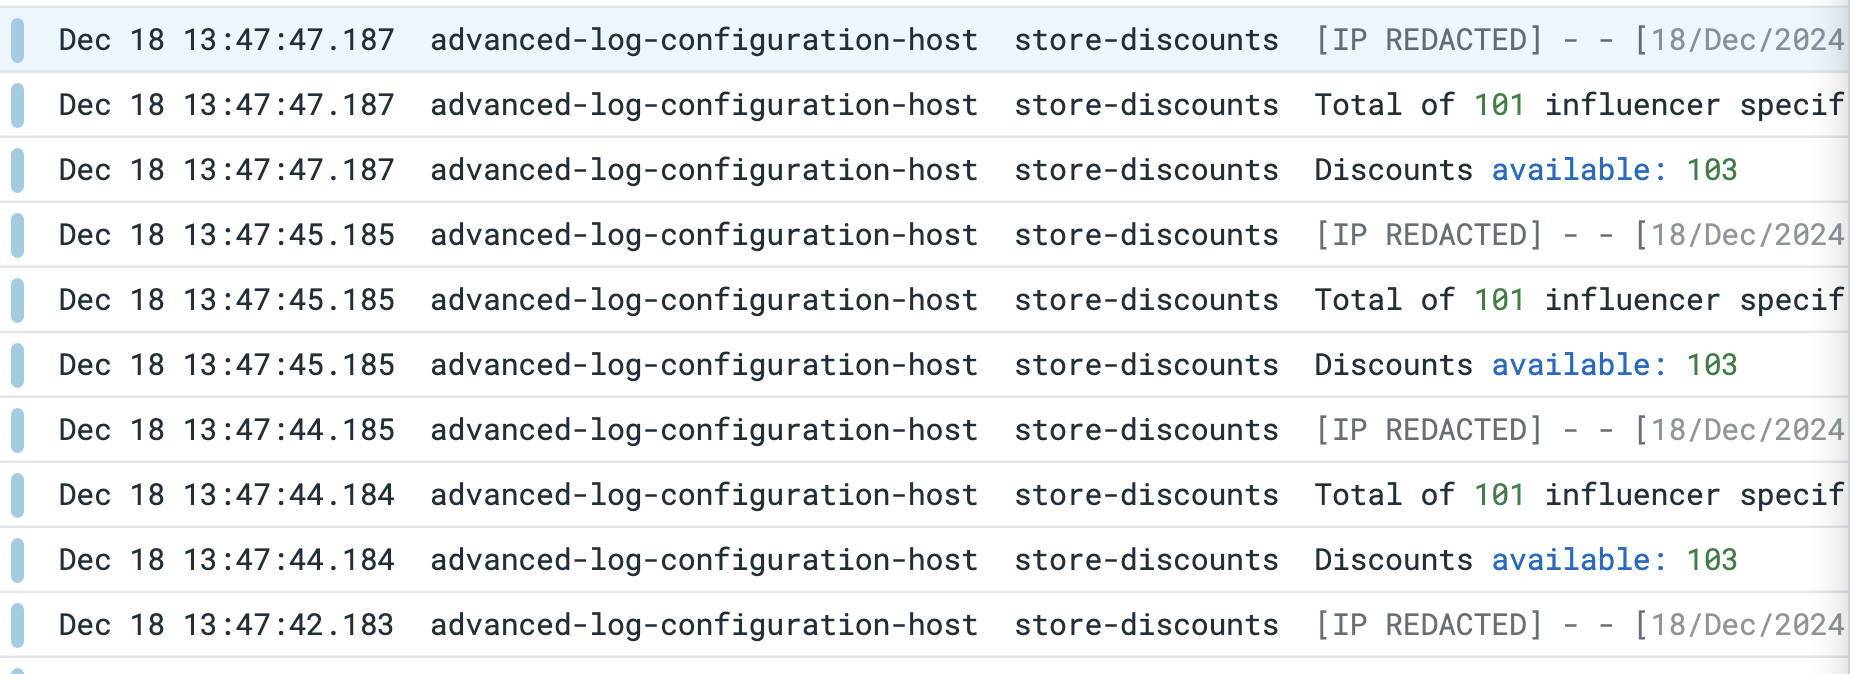 Dec 18 13:47:47.187 advanced-log-configuration-host store-discounts [IP REDACTED] - - [18/Dec/2024
Dec 18 13:47:47.187 advanced-log-configuration-host store-discounts Total of 101 influencer specif
Dec 18 13:47:47.187 advanced-log-configuration-host store-discounts Discounts available: 103
Dec 18 13:47:45.185 advanced-log-configuration-host store-discounts [IP REDACTED] - - [18/Dec/2024
Dec 18 13:47:45.185 advanced-log-configuration-host store-discounts Total of 101 influencer specif
Dec 18 13:47:45.185 advanced-log-configuration-host store-discounts Discounts available: 103
Dec 18 13:47:44.185 advanced-log-configuration-host store-discounts [IP REDACTED] - - [18/Dec/2024
Dec 18 13:47:44.184 advanced-log-configuration-host store-discounts Total of 101 influencer specif
Dec 18 13:47:44.184 advanced-log-configuration-host store-discounts Discounts available: 103
Dec 18 13:47:42.183 advanced-log-configuration-host store-discounts [IP REDACTED] - - [18/Dec/2024